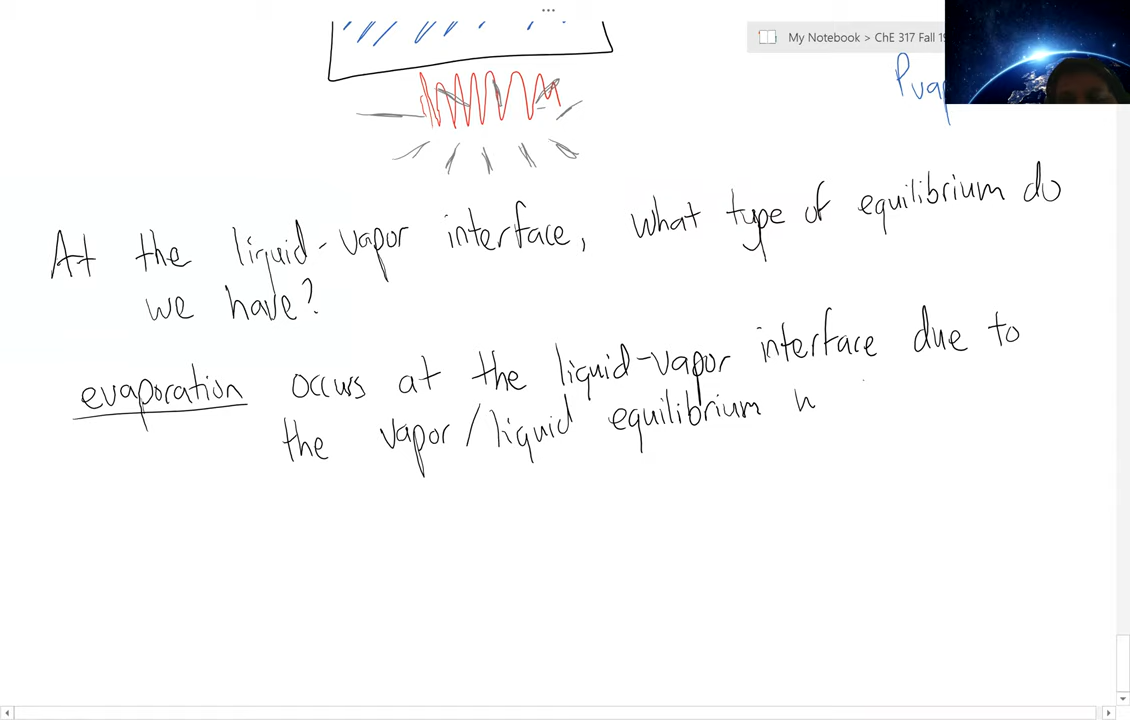 My Notebook > ChE 317 Fall 19
At the liquid-vapor interface, what type of equilibrium do
we have?
evaporation occurs at the liquid-vapor interface due to
the vapor/liquid equilibrium